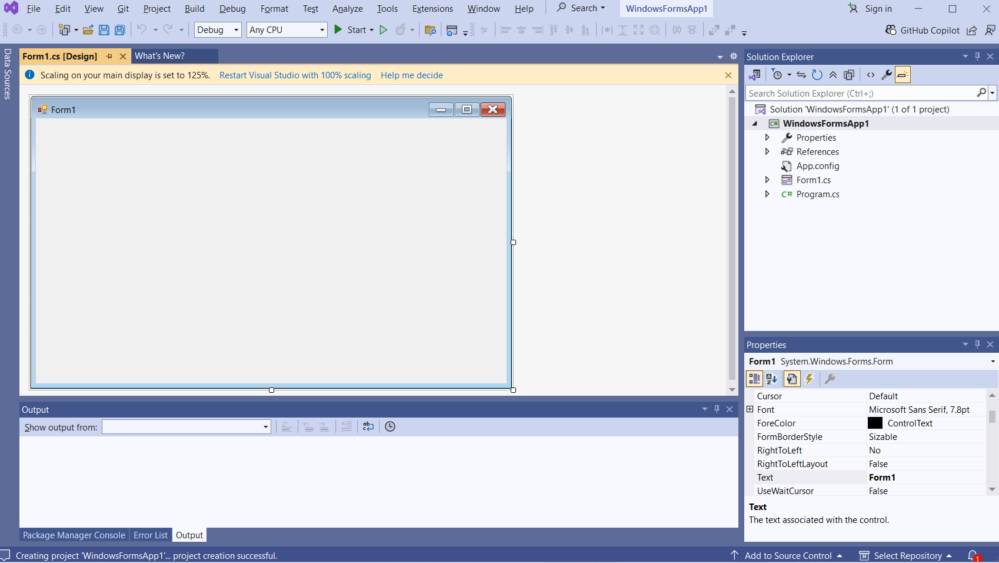 File Edit View Git Project Build Debug Format Test Analyze Tools Extensions Window Help Search WindowsFormsApp1 Sign in
Debug Any CPU Start GitHub Copilot
Data Sources
Form1.cs [Design] What's New?
Scaling on your main display is set to 125%. Restart Visual Studio with 100% scaling Help me decide
Form1
Solution Explorer
Search Solution Explorer (Ctrl+;)
Solution 'WindowsFormsApp1' (1 of 1 project)
C# WindowsFormsApp1
Properties
References
App.config
Form1.cs
C# Program.cs
Properties
Form1 System.Windows.Forms.Form
Cursor Default
Font Microsoft Sans Serif, 7.8pt
ForeColor ControlText
FormBorderStyle Sizable
RightToLeft No
RightToLeftLayout False
Text Form1
UseWaitCursor False
Text
The text associated with the control.
Output
Show output from:
Package Manager Console Error List Output
Creating project 'WindowsFormsApp1'... project creation successful. Add to Source Control Select Repository 1